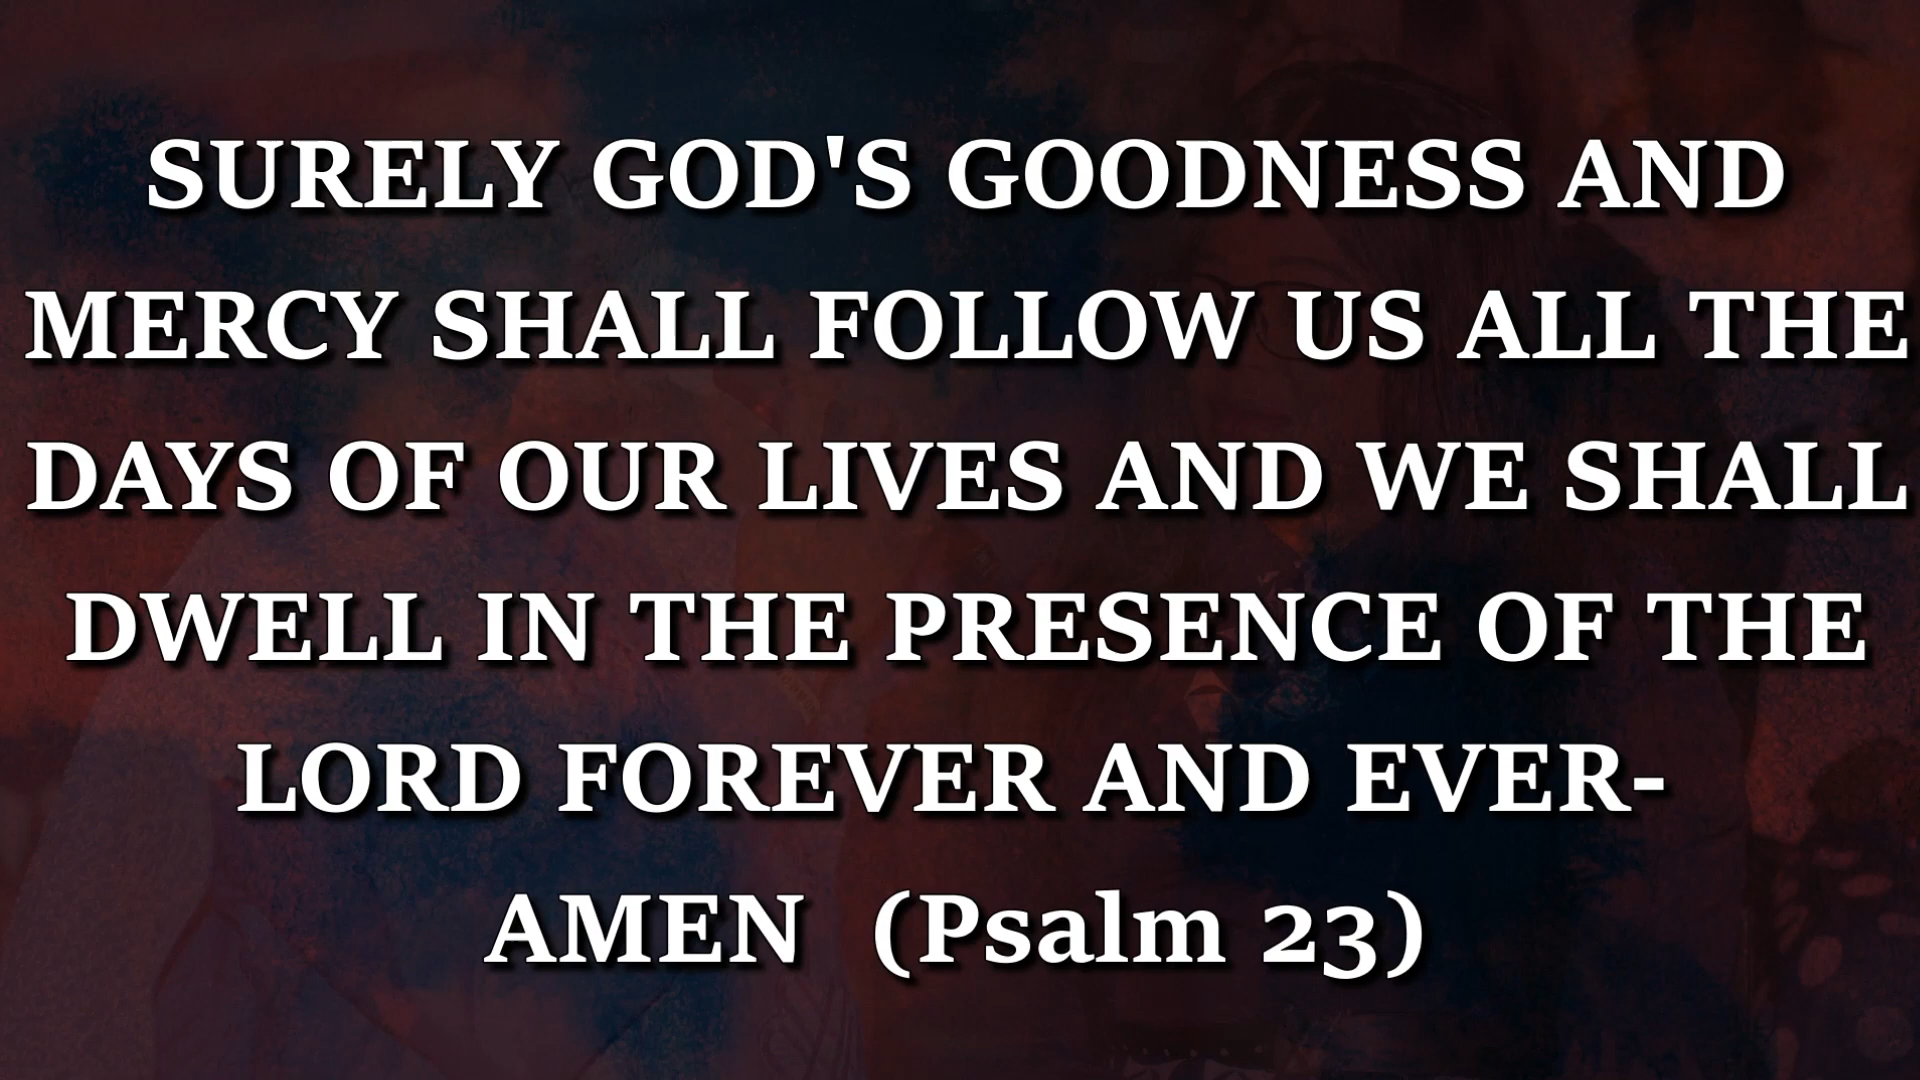 SURELY GOD'S GOODNESS AND
MERCY SHALL FOLLOW US ALL THE
DAYS OF OUR LIVES AND WE SHALL
DWELL IN THE PRESENCE OF THE
LORD FOREVER AND EVER-
AMEN  (Psalm 23)